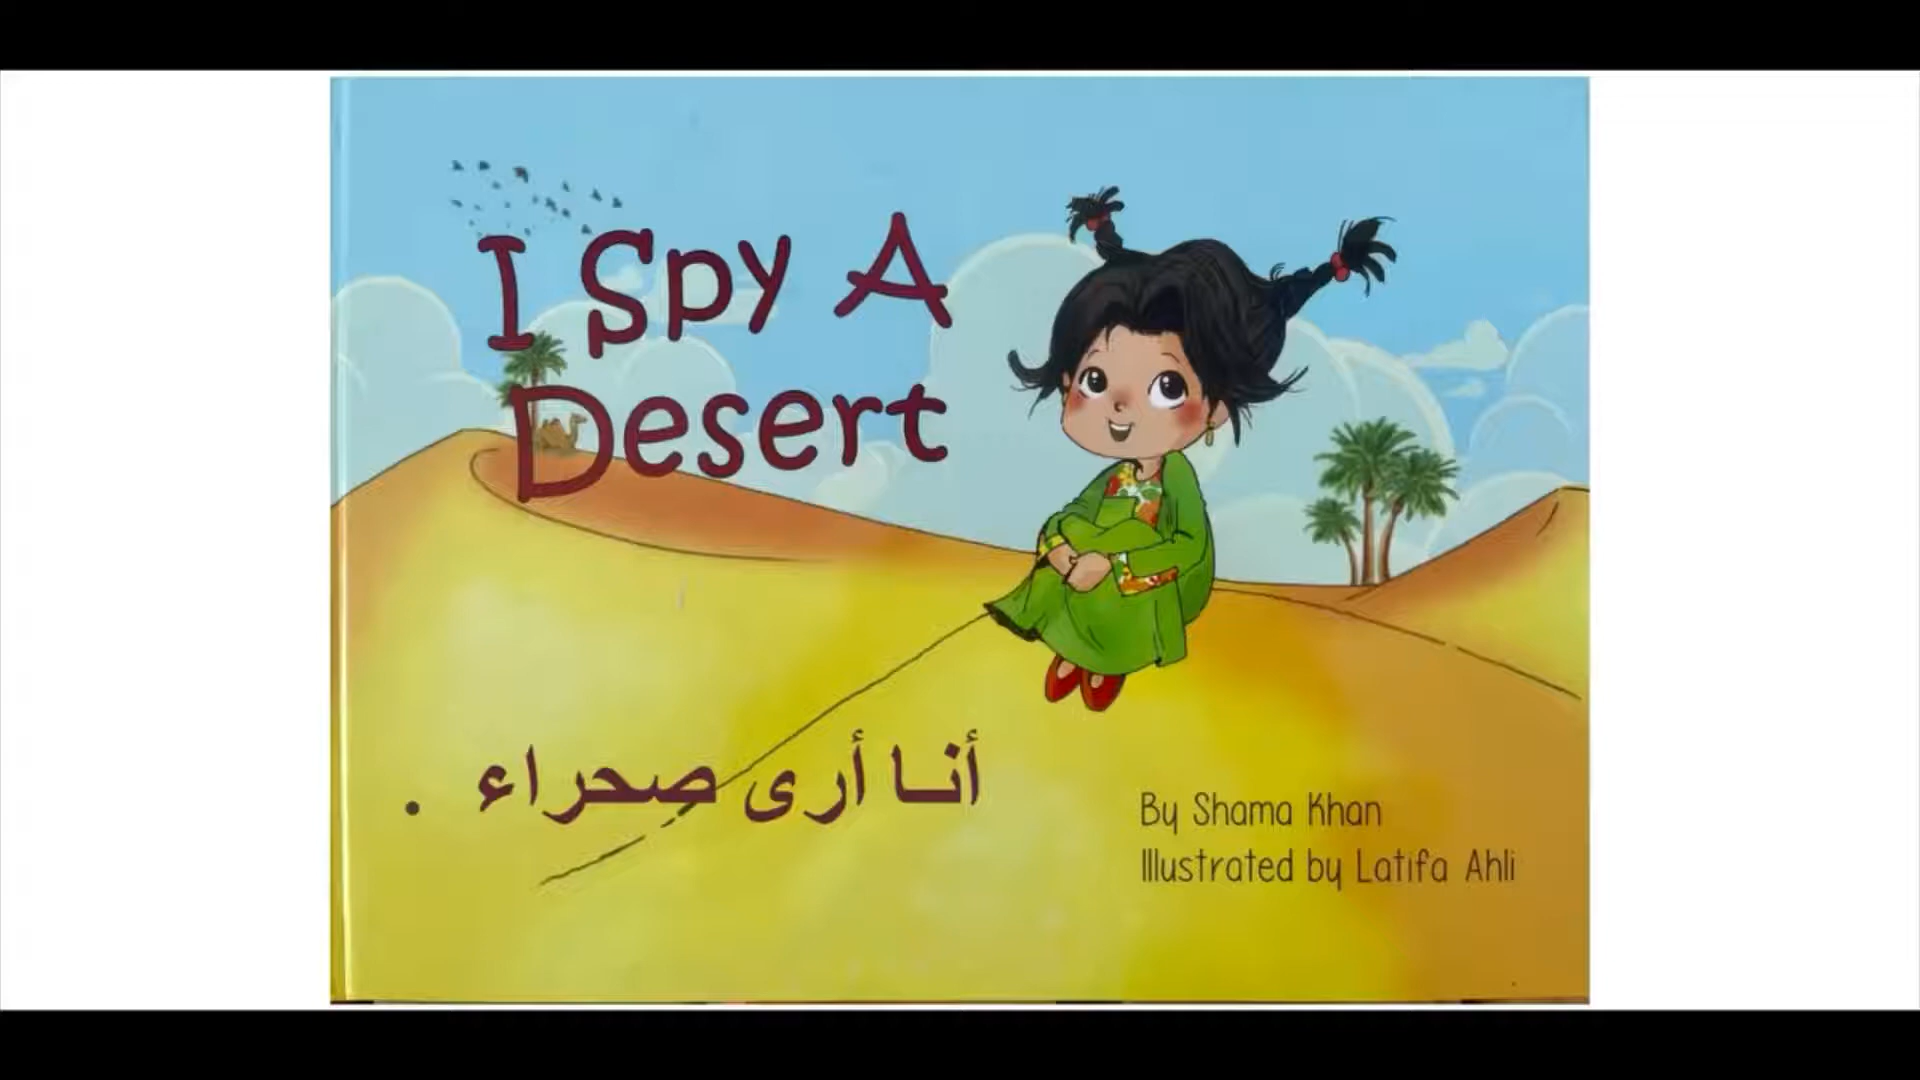 I Spy A
Desert
أنا أرى صحراء .
By Shama Khan
Illustrated by Latifa Ahli